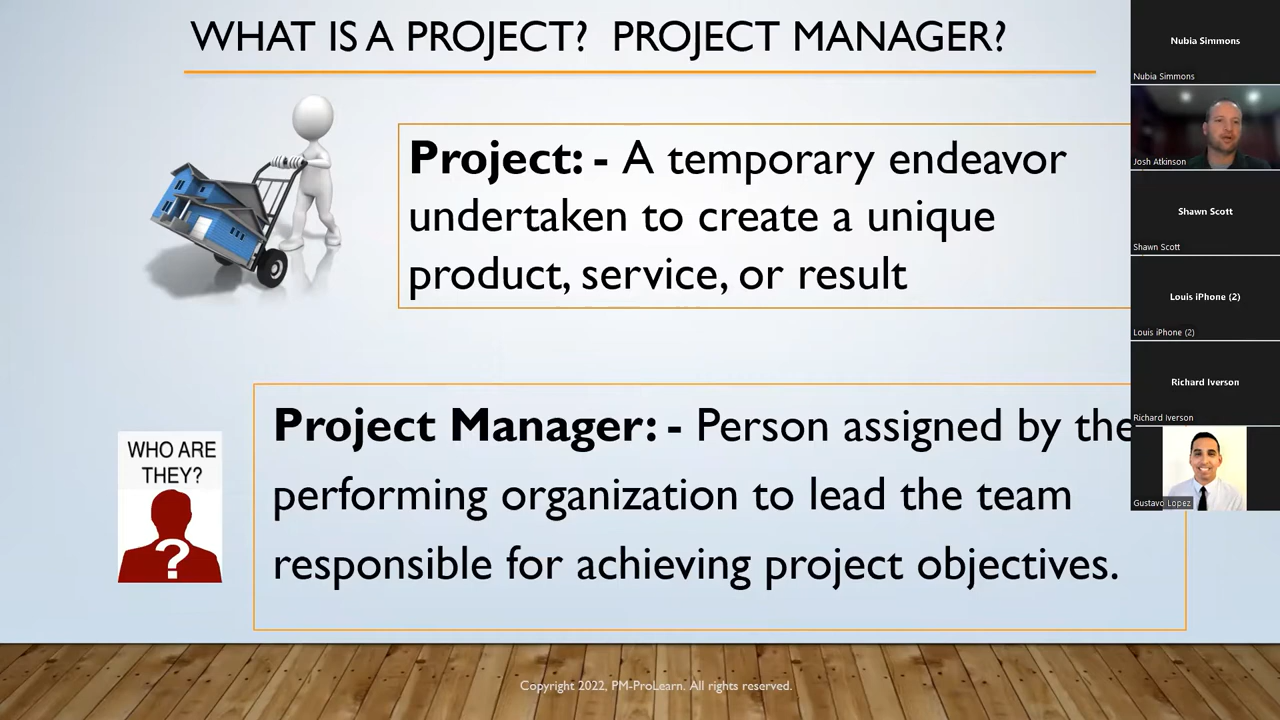 WHAT IS A PROJECT? PROJECT MANAGER?
Project: - A temporary endeavor
undertaken to create a unique
product, service, or result
WHO ARE
THEY?
?
Project Manager: - Person assigned by the
performing organization to lead the team
responsible for achieving project objectives.
Copyright 2022, PM-ProLearn. All rights reserved.
Nubia Simmons
Nubia Simmons
Josh Atkinson
Shawn Scott
Shawn Scott
Louis iPhone (2)
Louis iPhone (2)
Richard Iverson
Richard Iverson
Gustavo Lopez